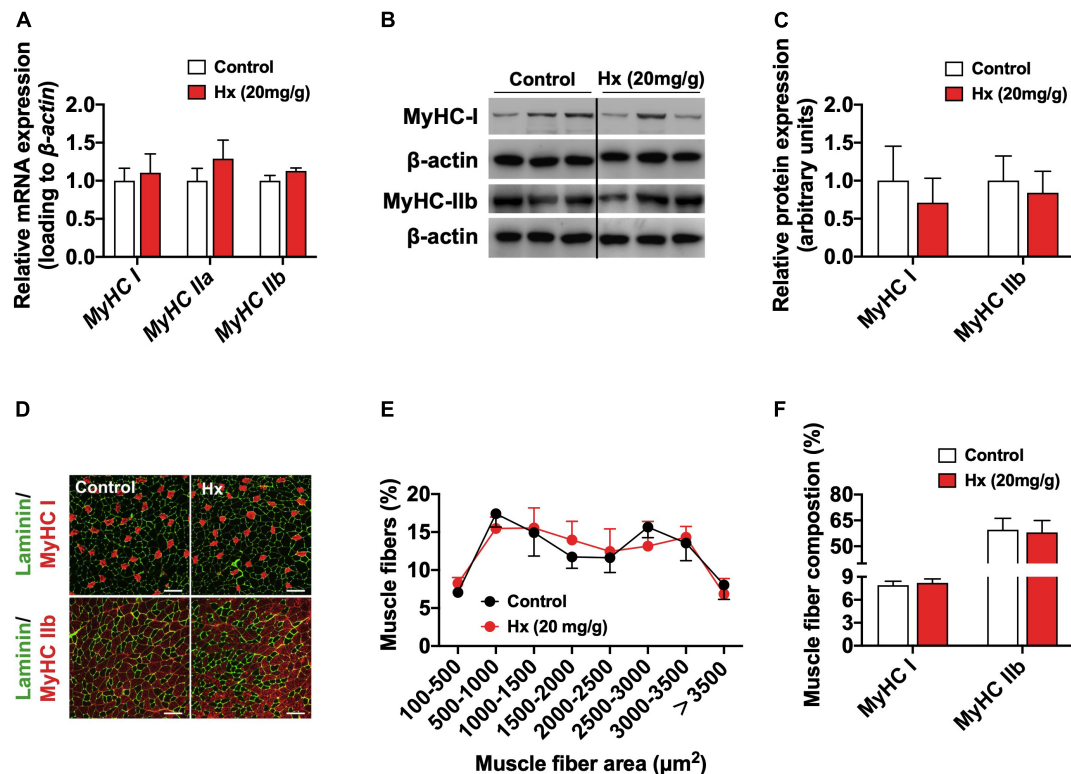 A
Relative mRNA expression
(loading to β-actin)
Control
Hx (20mg/g)
2.0
1.5
1.0
0.5
0.0
MyHC I
MyHC IIa
MyHC IIb
B
Control
Hx (20mg/g)
MyHC-I
β-actin
MyHC-IIb
β-actin
C
Relative protein expression
(arbitrary units)
Control
Hx (20mg/g)
2.0
1.5
1.0
0.5
0.0
MyHC I
MyHC IIb
D
Laminin/
MyHC I
Control
Hx
Laminin/
MyHC IIb
E
Muscle fibers (%)
20
15
10
5
0
Control
Hx (20 mg/g)
100-500
500-1000
1000-1500
1500-2000
2000-2500
2500-3000
3000-3500
> 3500
Muscle fiber area (µm²)
F
Muscle fiber compostion (%)
Control
Hx (20mg/g)
80
65
50
9
6
3
0
MyHC I
MyHC IIb